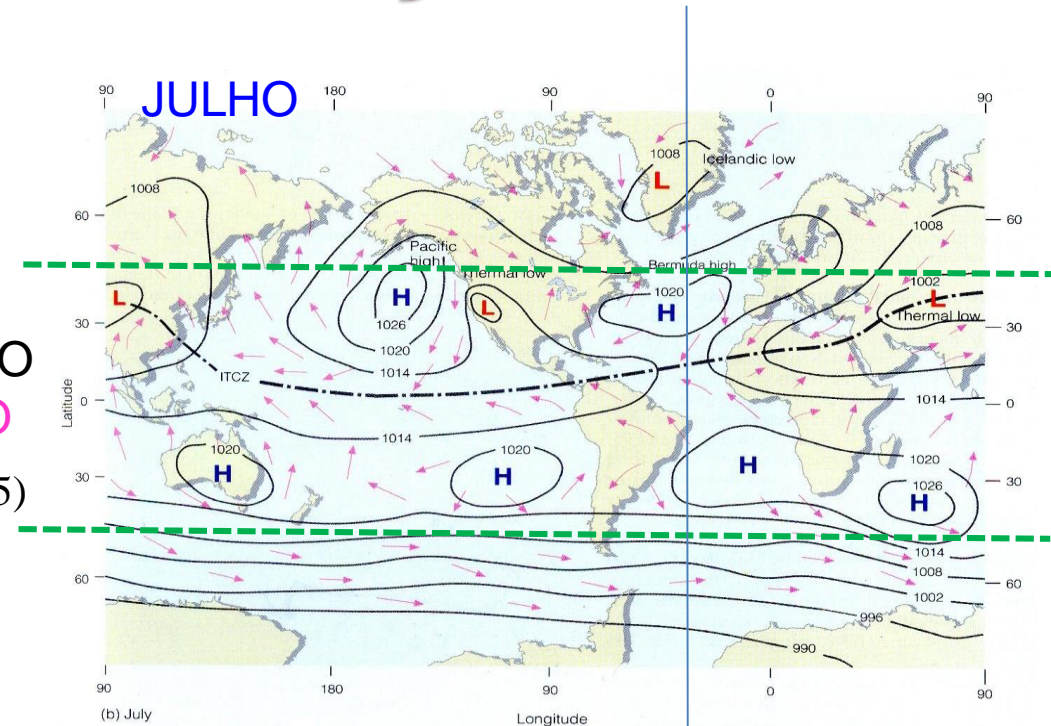 JULHO
90 180 90 0 90
1008 Icelandic low
1008
60 60
Pacific
high
1008
Bermuda high
Thermal low
1002
L L L L
H H
1020
1026
Thermal low
30 30
1020
O
ITCZ
1014
Latitude
0 0
1014
1014
1020 1020 1020
H H H
30 30
1026
H
5)
1014
1008
60 60
1002
996
990
90 180 90 0 90
(b) July
Longitude